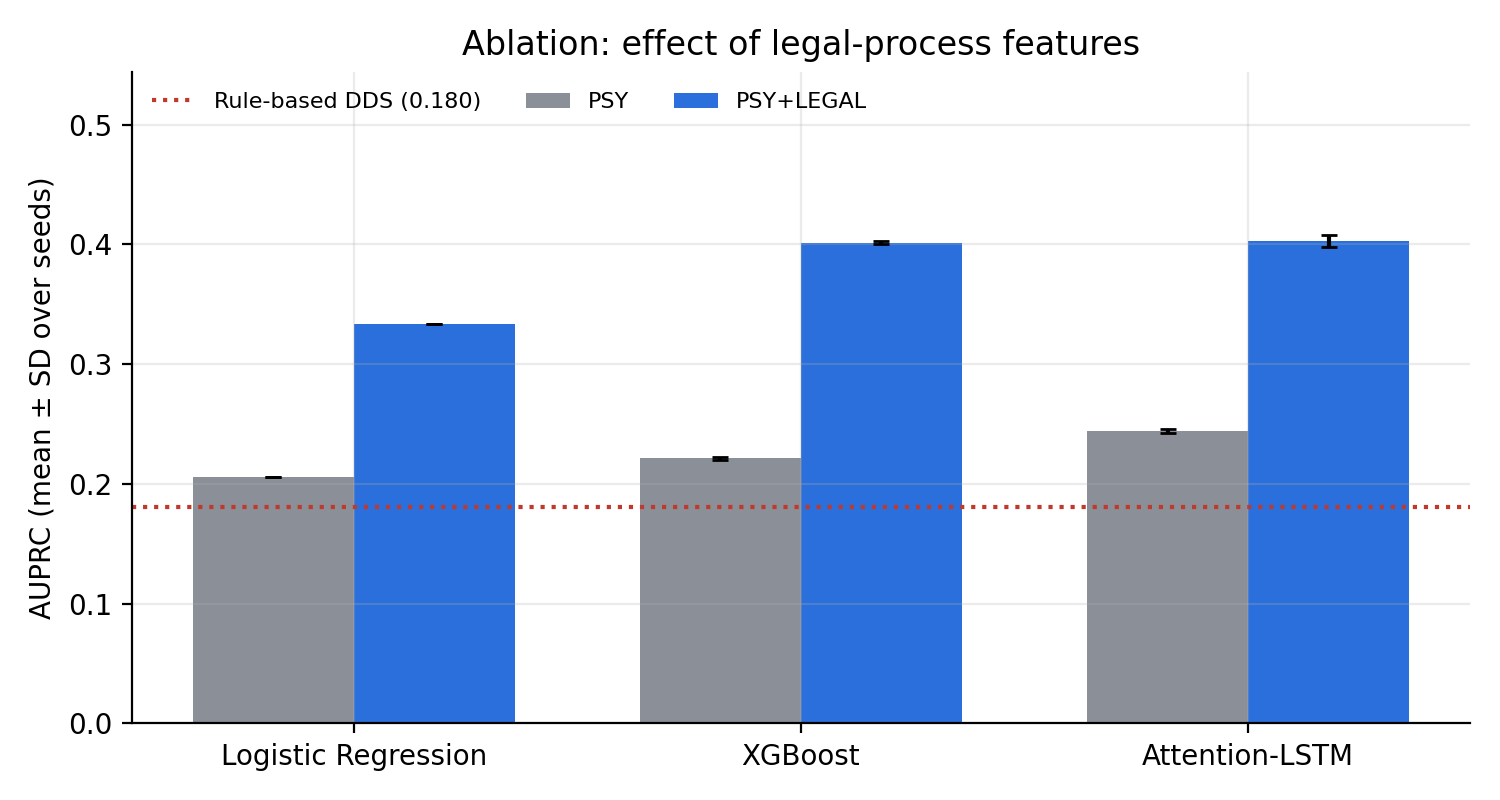 Ablation: effect of legal-process features
Rule-based DDS (0.180)
PSY
PSY+LEGAL
AUPRC (mean ± SD over seeds)
0.5
0.4
0.3
0.2
0.1
0.0
Logistic Regression
XGBoost
Attention-LSTM